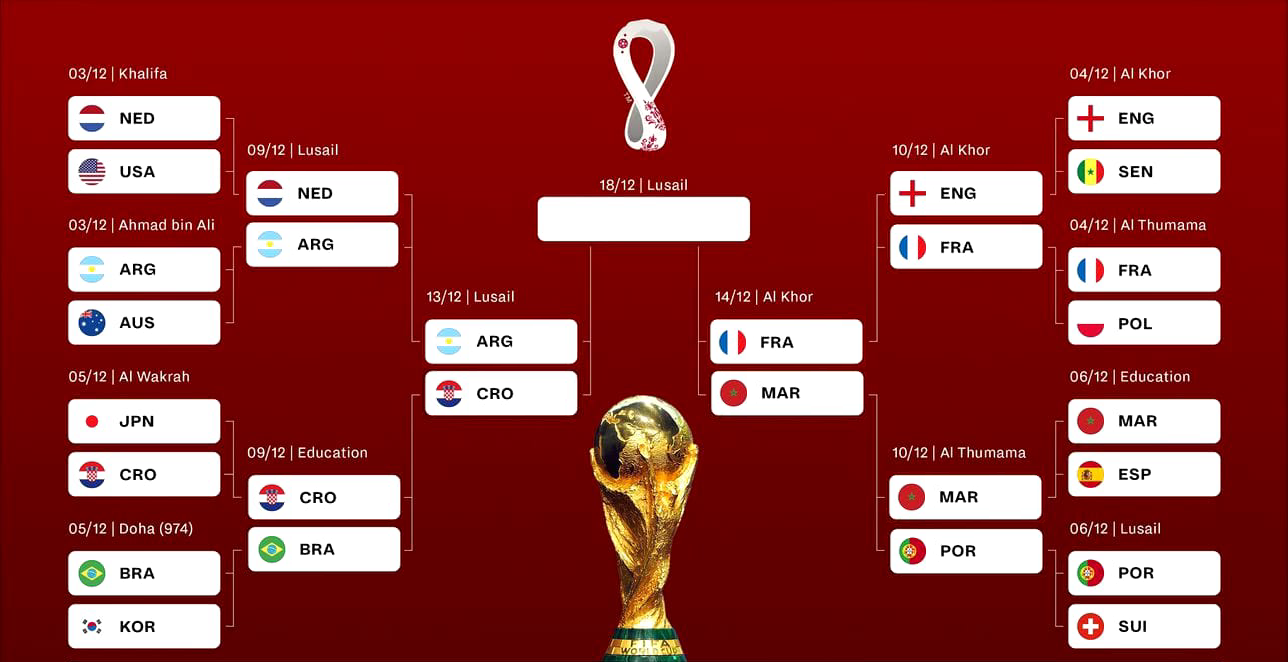 03/12 | Khalifa
NED
USA
03/12 | Ahmad bin Ali
ARG
AUS
05/12 | Al Wakrah
JPN
CRO
05/12 | Doha (974)
BRA
KOR
09/12 | Lusail
NED
ARG
09/12 | Education
CRO
BRA
13/12 | Lusail
ARG
CRO
TM
18/12 | Lusail
14/12 | Al Khor
FRA
MAR
10/12 | Al Khor
ENG
FRA
10/12 | Al Thumama
MAR
POR
04/12 | Al Khor
ENG
SEN
04/12 | Al Thumama
FRA
POL
06/12 | Education
MAR
ESP
06/12 | Lusail
POR
SUI
FIFA
WORLD CUP